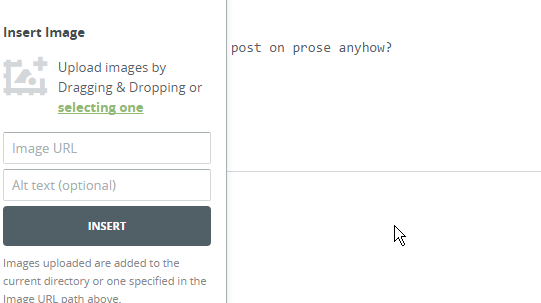 Insert Image
post on prose anyhow?
Upload images by
Dragging & Dropping or
selecting one
Image URL
Alt text (optional)
INSERT
Images uploaded are added to the
current directory or one specified in the
Image URL path above.